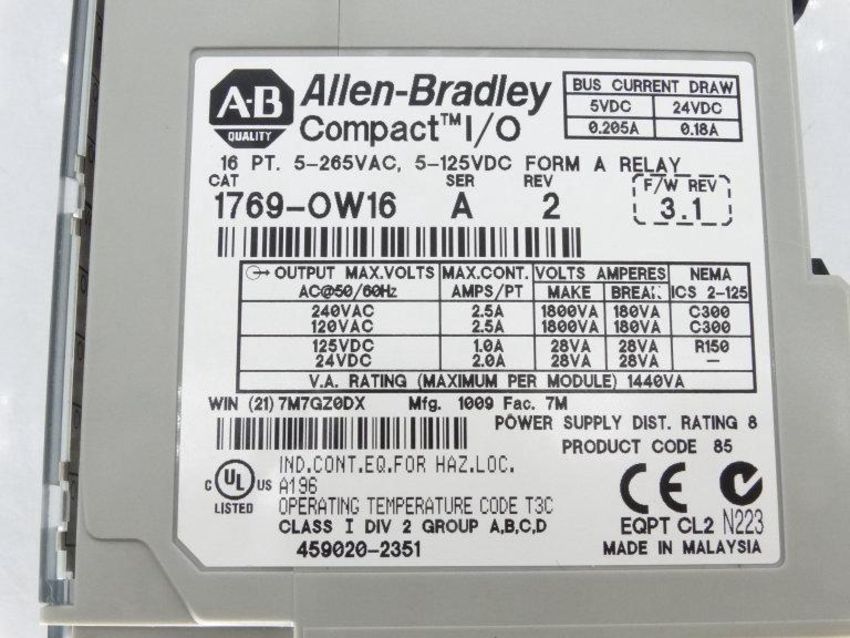 A-B
QUALITY
Allen-Bradley
Compact™ I/O
BUS CURRENT DRAW
5VDC 24VDC
0.205A 0.18A
16 PT. 5-265VAC, 5-125VDC FORM A RELAY
CAT SER REV
1769-OW16 A 2
F/W REV
3.1
OUTPUT MAX.VOLTS MAX.CONT. VOLTS AMPERES NEMA
AC@50/60Hz AMPS/PT MAKE BREAK ICS 2-125
240VAC 2.5A 1800VA 180VA C300
120VAC 2.5A 1800VA 180VA C300
125VDC 1.0A 28VA 28VA R150
24VDC 2.0A 28VA 28VA —
V.A. RATING (MAXIMUM PER MODULE) 1440VA
WIN (21) 7M7GZ0DX Mfg. 1009 Fac. 7M
POWER SUPPLY DIST. RATING 8
PRODUCT CODE 85
C UL US
LISTED
IND.CONT.EQ.FOR HAZ.LOC.
A196
OPERATING TEMPERATURE CODE T3C
CLASS I DIV 2 GROUP A,B,C,D
459020-2351
CE
EQPT CL2 N223
MADE IN MALAYSIA